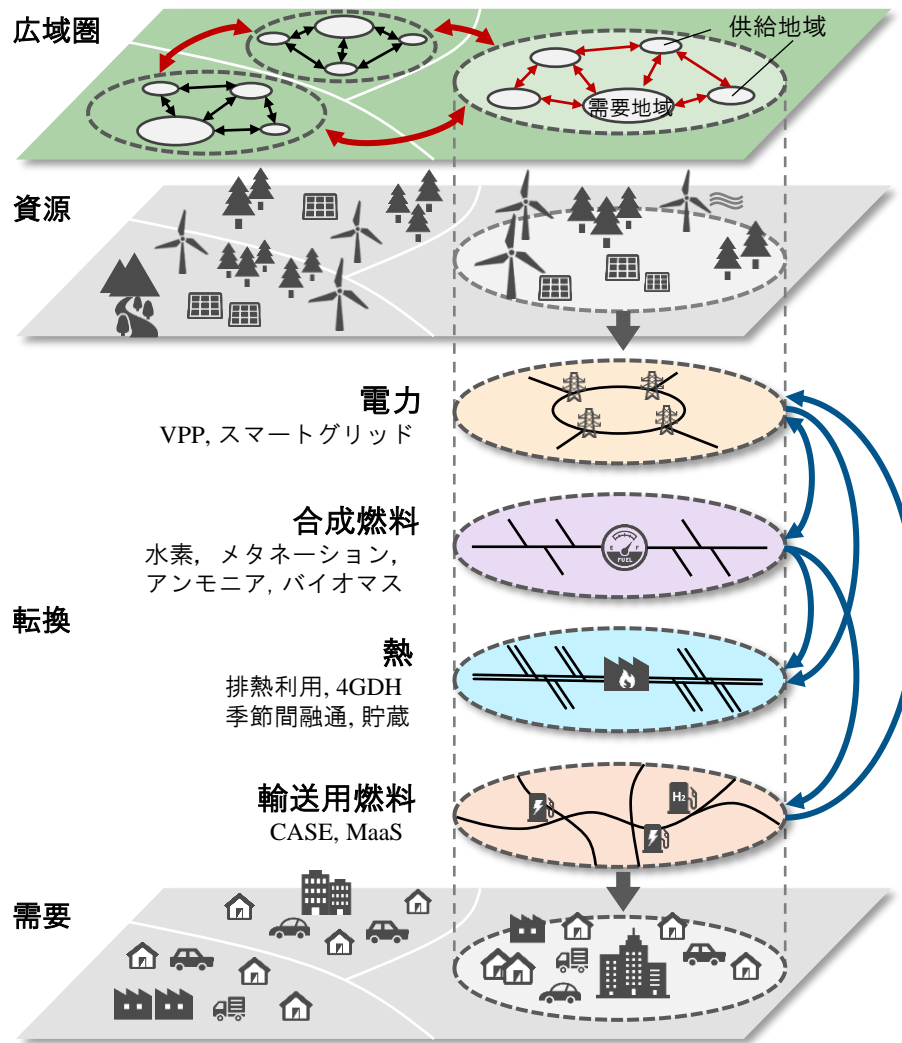 広域圏
供給地域
需要地域
資源
電力
VPP, スマートグリッド
合成燃料
水素，メタネーション，
アンモニア, バイオマス
E
F
FUEL
転換
熱
排熱利用, 4GDH
季節間融通, 貯蔵
輸送用燃料
CASE, MaaS
H2
需要